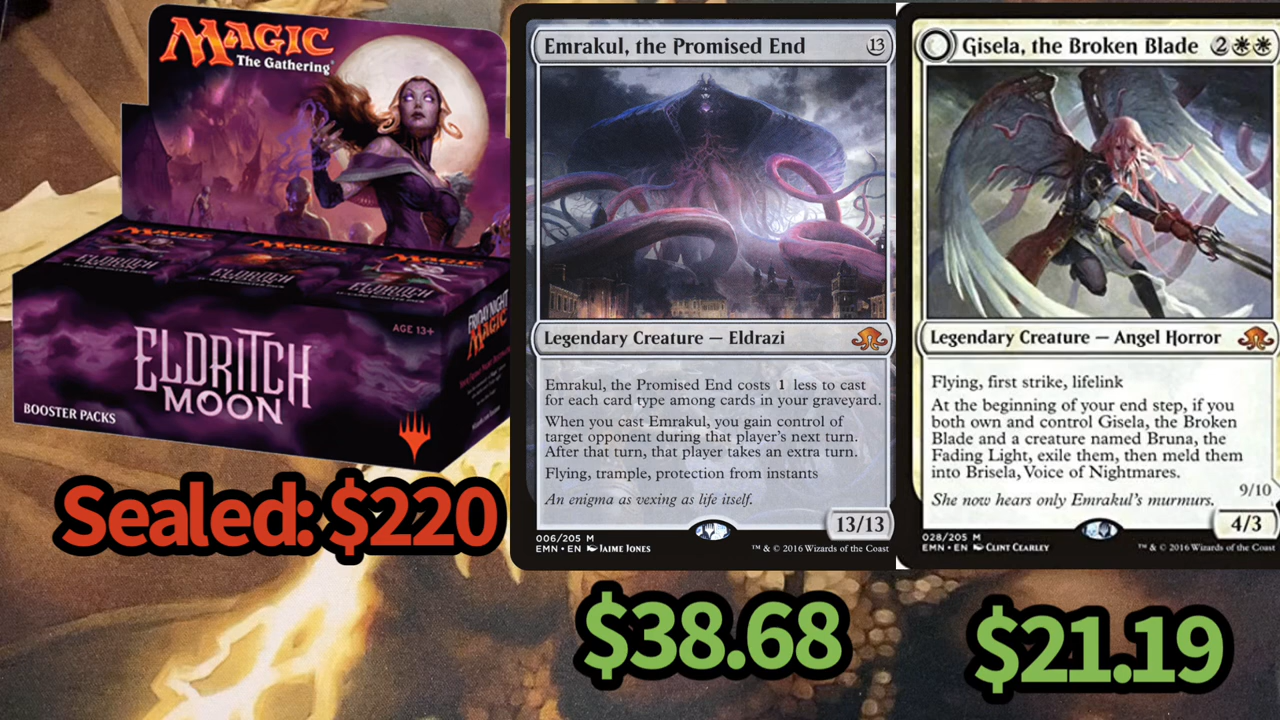 MAGIC
The Gathering
MAGIC
MAGIC
MAGIC
ELDRITCH
ELDRITCH
ELDRITCH
AGE 13+
FRIDAY NIGHT
MAGIC
ELDRITCH
MOON
BOOSTER PACKS
Sealed: $220
Emrakul, the Promised End 13
Legendary Creature — Eldrazi
Emrakul, the Promised End costs 1 less to cast
for each card type among cards in your graveyard.
When you cast Emrakul, you gain control of
target opponent during that player's next turn.
After that turn, that player takes an extra turn.
Flying, trample, protection from instants
An enigma as vexing as life itself.
13/13
006/205 M
EMN • EN JAIME JONES
™ & © 2016 Wizards of the Coast
$38.68
Gisela, the Broken Blade 2
Legendary Creature — Angel Horror
Flying, first strike, lifelink
At the beginning of your end step, if you
both own and control Gisela, the Broken
Blade and a creature named Bruna, the
Fading Light, exile them, then meld them
into Brisela, Voice of Nightmares.
9/10
She now hears only Emrakul's murmurs.
4/3
028/205 M
EMN • EN CLINT CEARLEY
™ & © 2016 Wizards of the Coast
$21.19